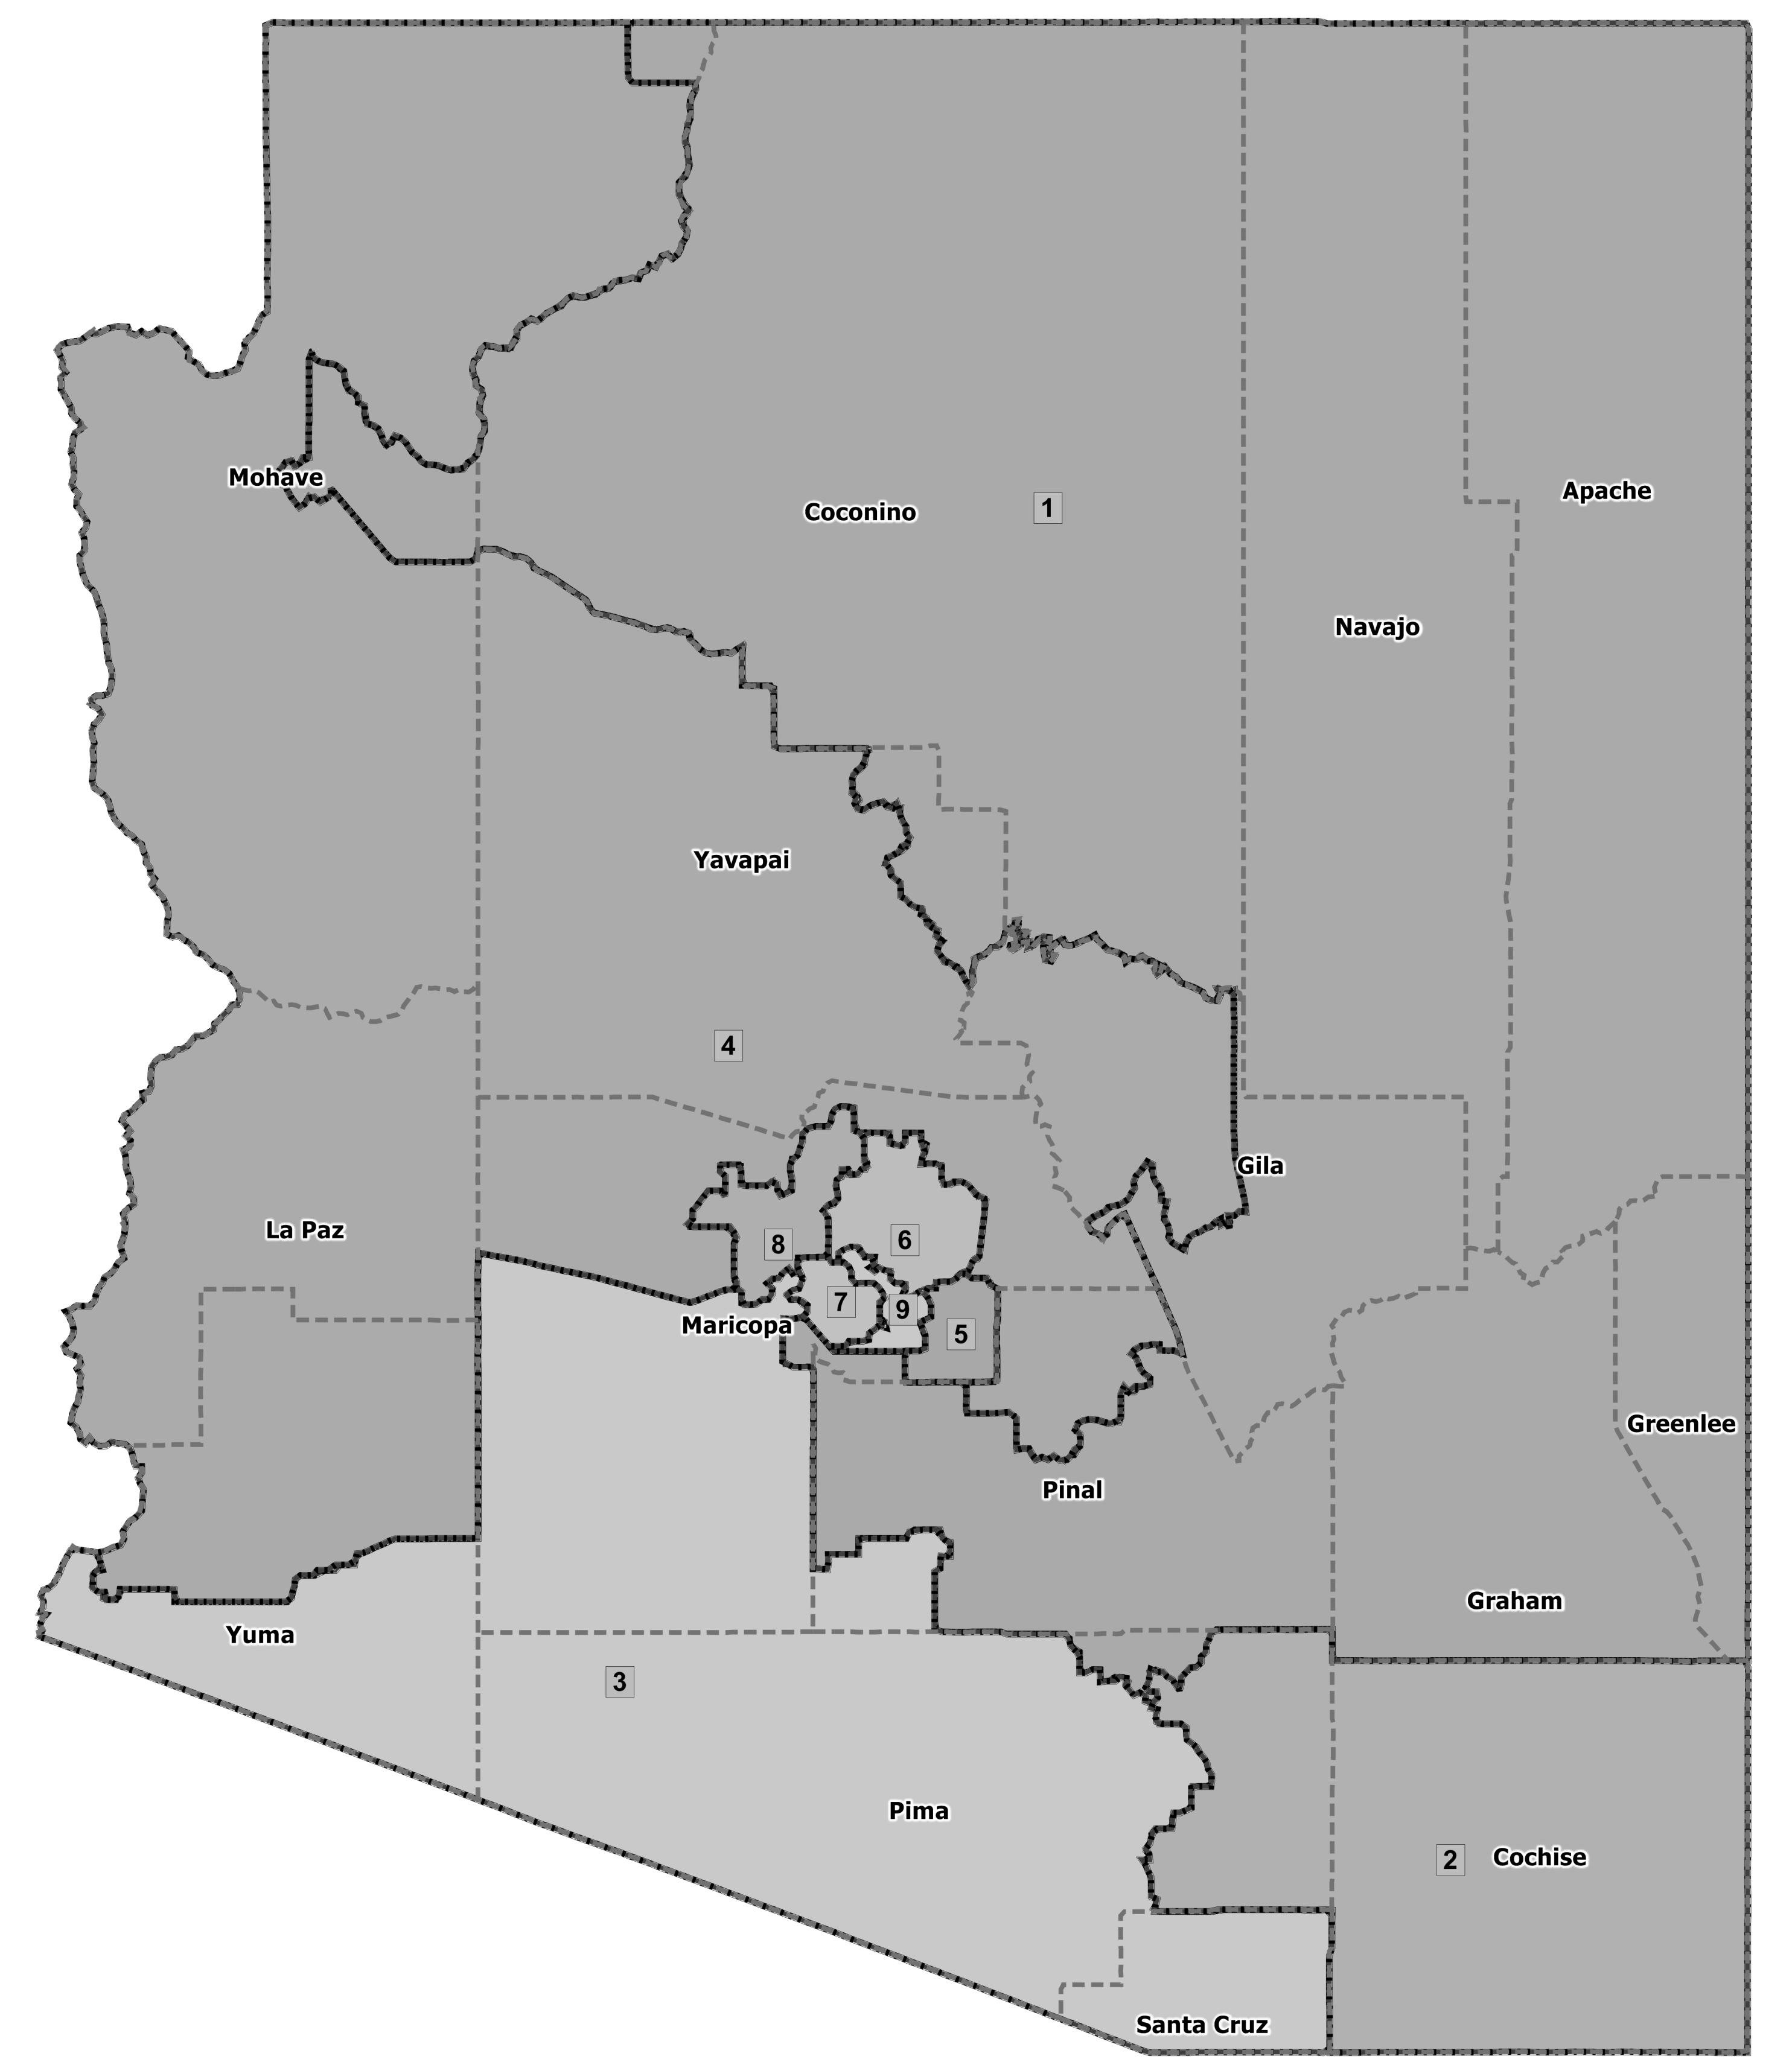 Mohave
Apache
Coconino
1
Navajo
Yavapai
4
Gila
La Paz
8
6
7
9
Maricopa
5
Greenlee
Pinal
Graham
Yuma
3
Pima
2
Cochise
Santa Cruz